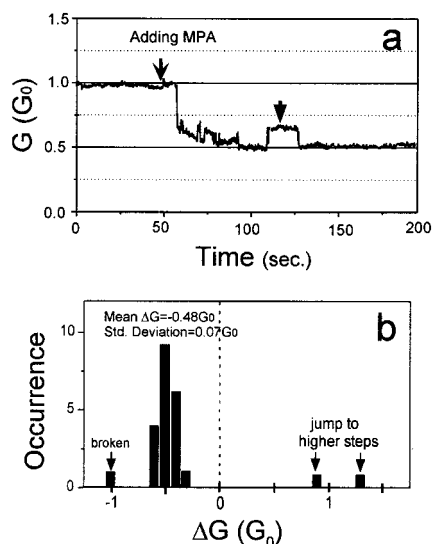 1.5
Adding MPA
a
1.0
G (G₀)
0.5
0.0
0 50 100 150 200
Time (sec.)
b
Mean ΔG=-0.48G₀
Std. Deviation=0.07G₀
10
Occurrence
5
broken
jump to
higher steps
0
-1 0 1
ΔG (G₀)